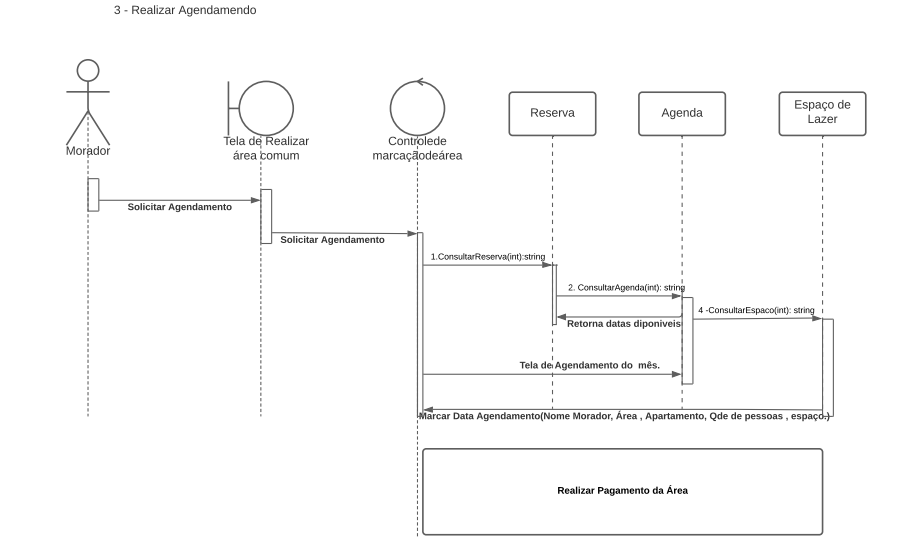 3 - Realizar Agendamendo
Morador
Tela de Realizar
área comum
Controlede
marcaçãodeárea
Reserva
Agenda
Espaço de
Lazer
Solicitar Agendamento
Solicitar Agendamento
1.ConsultarReserva(int):string
2. ConsultarAgenda(int): string
Retorna datas diponiveis
4 -ConsultarEspaco(int): string
Tela de Agendamento do mês.
Marcar Data Agendamento(Nome Morador, Área , Apartamento, Qde de pessoas , espaço.)
Realizar Pagamento da Área